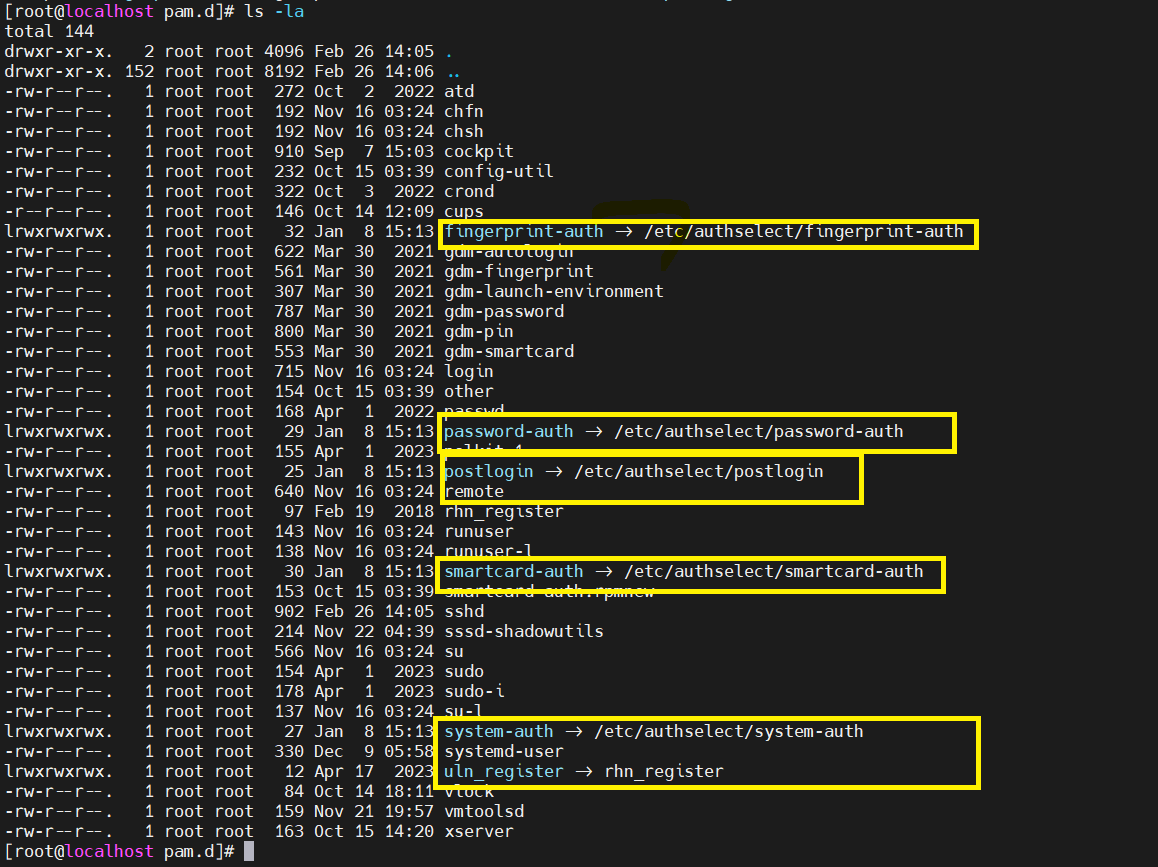 [root@localhost pam.d]# ls -la
total 144
drwxr-xr-x.   2 root root 4096 Feb 26 14:05 .
drwxr-xr-x. 152 root root 8192 Feb 26 14:06 ..
-rw-r--r--.   1 root root  272 Oct  2  2022 atd
-rw-r--r--.   1 root root  192 Nov 16 03:24 chfn
-rw-r--r--.   1 root root  192 Nov 16 03:24 chsh
-rw-r--r--.   1 root root  910 Sep  7 15:03 cockpit
-rw-r--r--.   1 root root  232 Oct 15 03:39 config-util
-rw-r--r--.   1 root root  322 Oct  3  2022 crond
-r--r--r--.   1 root root  146 Oct 14 12:09 cups
lrwxrwxrwx.   1 root root   32 Jan  8 15:13 fingerprint-auth -> /etc/authselect/fingerprint-auth
-rw-r--r--.   1 root root  622 Mar 30  2021 gdm-autologin
-rw-r--r--.   1 root root  561 Mar 30  2021 gdm-fingerprint
-rw-r--r--.   1 root root  307 Mar 30  2021 gdm-launch-environment
-rw-r--r--.   1 root root  787 Mar 30  2021 gdm-password
-rw-r--r--.   1 root root  800 Mar 30  2021 gdm-pin
-rw-r--r--.   1 root root  553 Mar 30  2021 gdm-smartcard
-rw-r--r--.   1 root root  715 Nov 16 03:24 login
-rw-r--r--.   1 root root  154 Oct 15 03:39 other
-rw-r--r--.   1 root root  168 Apr  1  2022 passwd
lrwxrwxrwx.   1 root root   29 Jan  8 15:13 password-auth -> /etc/authselect/password-auth
-rw-r--r--.   1 root root  155 Apr  1  2023 polkit-1
lrwxrwxrwx.   1 root root   25 Jan  8 15:13 postlogin -> /etc/authselect/postlogin
-rw-r--r--.   1 root root  640 Nov 16 03:24 remote
-rw-r--r--.   1 root root   97 Feb 19  2018 rhn_register
-rw-r--r--.   1 root root  143 Nov 16 03:24 runuser
-rw-r--r--.   1 root root  138 Nov 16 03:24 runuser-l
lrwxrwxrwx.   1 root root   30 Jan  8 15:13 smartcard-auth -> /etc/authselect/smartcard-auth
-rw-r--r--.   1 root root  153 Oct 15 03:39 smartcard-auth.rpmnew
-rw-r--r--.   1 root root  902 Feb 26 14:05 sshd
-rw-r--r--.   1 root root  214 Nov 22 04:39 sssd-shadowutils
-rw-r--r--.   1 root root  566 Nov 16 03:24 su
-rw-r--r--.   1 root root  154 Apr  1  2023 sudo
-rw-r--r--.   1 root root  178 Apr  1  2023 sudo-i
-rw-r--r--.   1 root root  137 Nov 16 03:24 su-l
lrwxrwxrwx.   1 root root   27 Jan  8 15:13 system-auth -> /etc/authselect/system-auth
-rw-r--r--.   1 root root  330 Dec  9 05:58 systemd-user
lrwxrwxrwx.   1 root root   12 Apr 17  2023 uln_register -> rhn_register
-rw-r--r--.   1 root root   84 Oct 14 18:11 vlock
-rw-r--r--.   1 root root  159 Nov 21 19:57 vmtoolsd
-rw-r--r--.   1 root root  163 Oct 15 14:20 xserver
[root@localhost pam.d]#